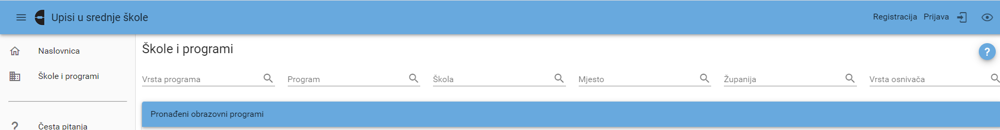 Upisi u srednje škole
Registracija Prijava
Naslovnica
Škole i programi
Česta pitanja
Škole i programi
?
Vrsta programa
Program
Škola
Mjesto
Županija
Vrsta osnivača
Pronađeni obrazovni programi